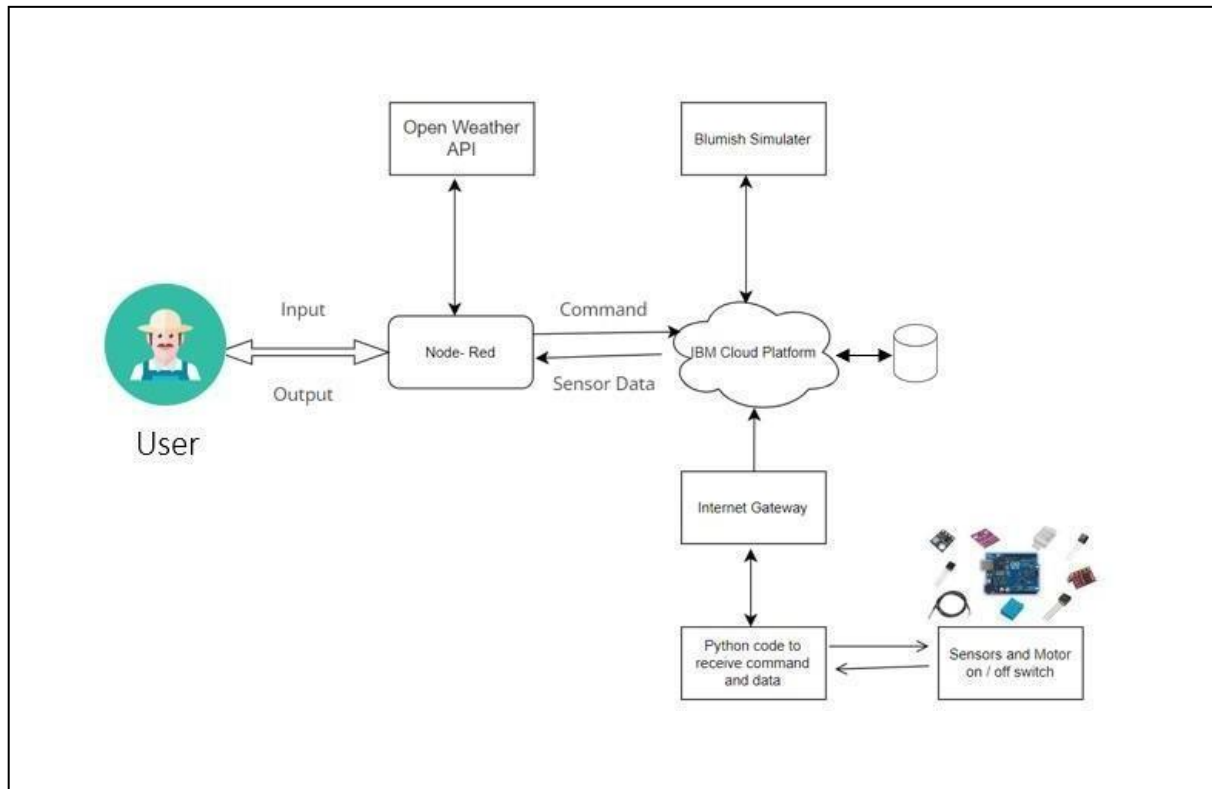 Open Weather
API
Blumish Simulater
Input
Command
Node- Red
IBM Cloud Platform
Output
Sensor Data
User
Internet Gateway
Python code to
receive command
and data
Sensors and Motor
on / off switch